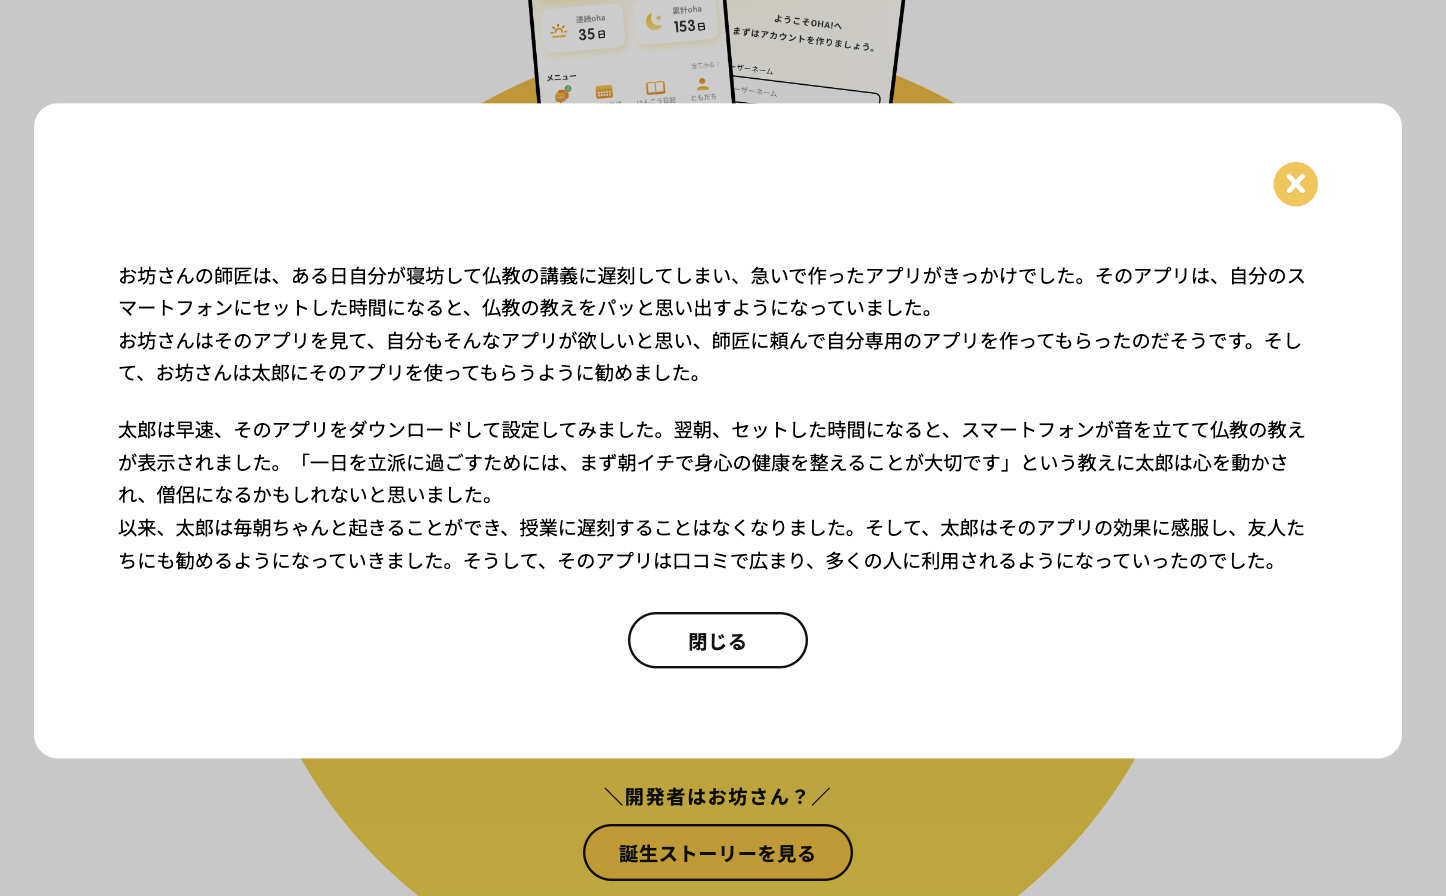 連続oha
35日
累計oha
153日
メニュー
全てみる >
ともだち
ようこそOHA!へ
まずはアカウントを作りましょう。
ーザーネーム
ーザーネーム
お坊さんの師匠は、ある日自分が寝坊して仏教の講義に遅刻してしまい、急いで作ったアプリがきっかけでした。そのアプリは、自分のス
マートフォンにセットした時間になると、仏教の教えをパッと思い出すようになっていました。
お坊さんはそのアプリを見て、自分もそんなアプリが欲しいと思い、師匠に頼んで自分専用のアプリを作ってもらったのだそうです。そし
て、お坊さんは太郎にそのアプリを使ってもらうように勧めました。
太郎は早速、そのアプリをダウンロードして設定してみました。翌朝、セットした時間になると、スマートフォンが音を立てて仏教の教え
が表示されました。「一日を立派に過ごすためには、まず朝イチで身心の健康を整えることが大切です」という教えに太郎は心を動かさ
れ、僧侶になるかもしれないと思いました。
以来、太郎は毎朝ちゃんと起きることができ、授業に遅刻することはなくなりました。そして、太郎はそのアプリの効果に感服し、友人た
ちにも勧めるようになっていきました。そうして、そのアプリは口コミで広まり、多くの人に利用されるようになっていったのでした。
閉じる
＼開発者はお坊さん？／
誕生ストーリーを見る